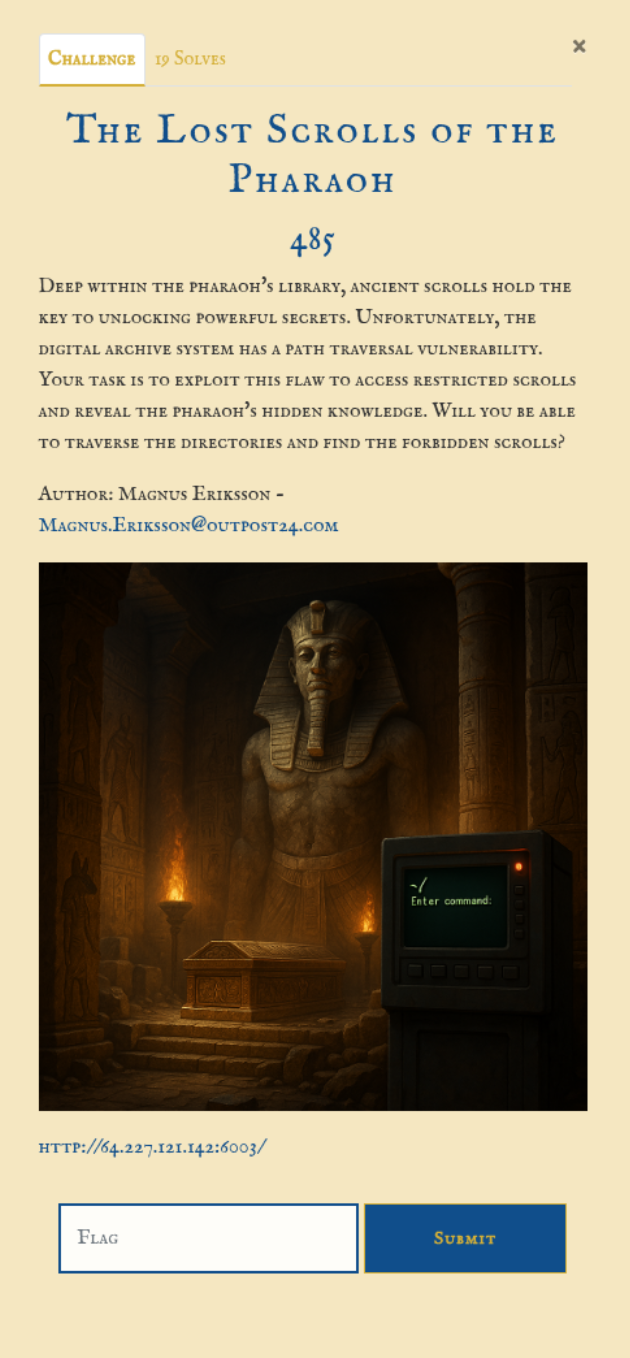 Challenge
19 Solves
×
The Lost Scrolls of the
Pharaoh
485
Deep within the pharaoh's library, ancient scrolls hold the
key to unlocking powerful secrets. Unfortunately, the
digital archive system has a path traversal vulnerability.
Your task is to exploit this flaw to access restricted scrolls
and reveal the pharaoh's hidden knowledge. Will you be able
to traverse the directories and find the forbidden scrolls?
Author: Magnus Eriksson -
Magnus.Eriksson@outpost24.com
~/
Enter command:
http://64.227.121.142:6003/
Flag
Submit